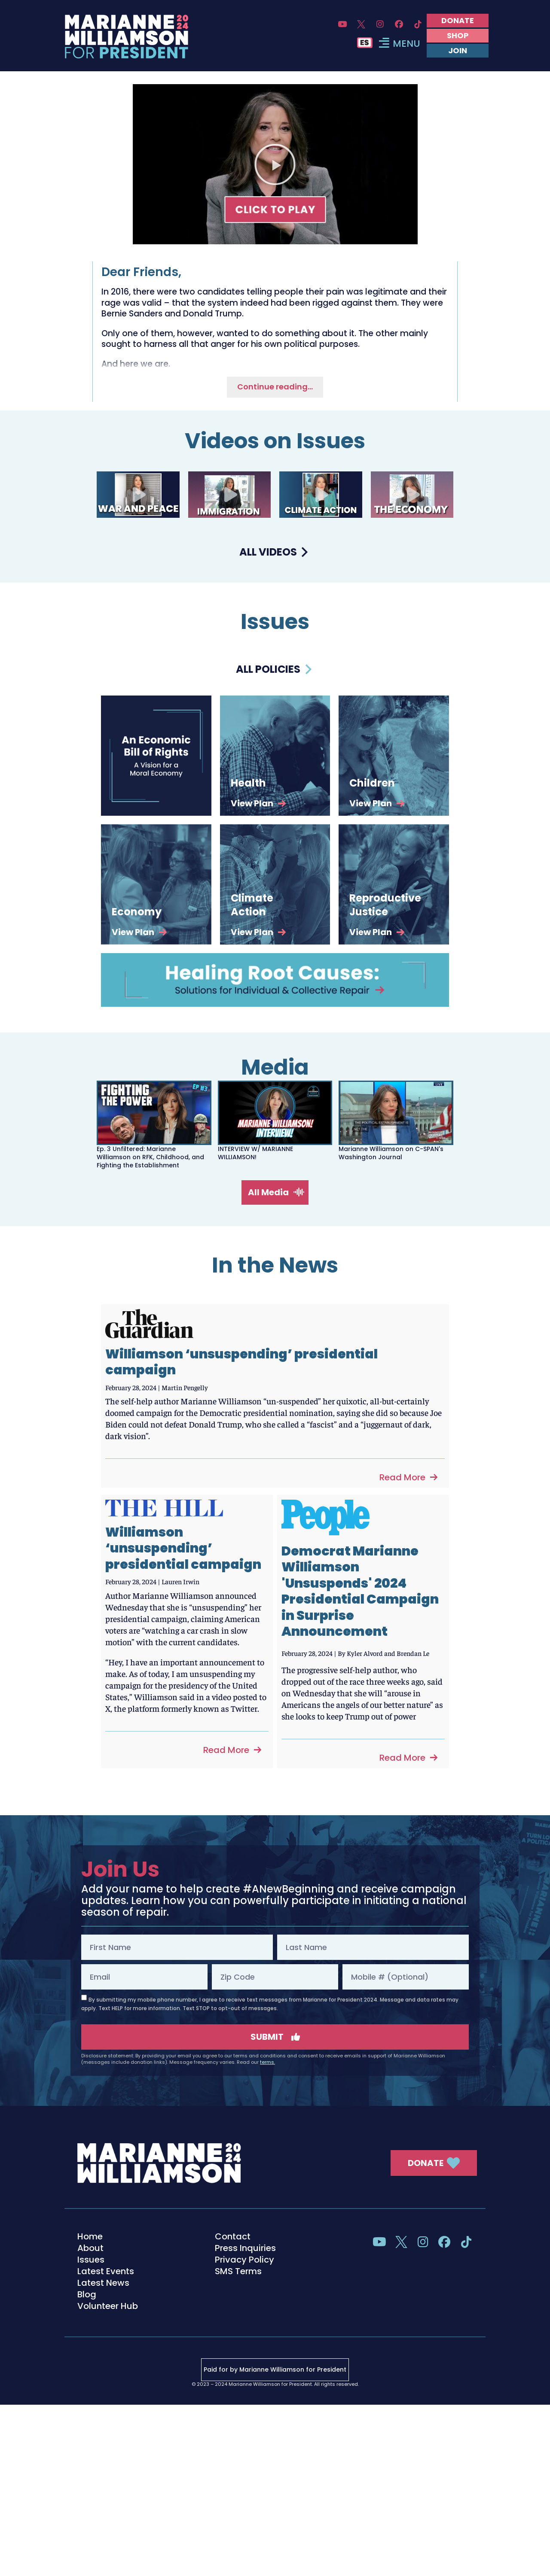 MARIANNE 20
WILLIAMSON 24
FOR PRESIDENT
DONATE
SHOP
JOIN
ES
MENU
CLICK TO PLAY
Dear Friends,
In 2016, there were two candidates telling people their pain was legitimate and their
rage was valid – that the system indeed had been rigged against them. They were
Bernie Sanders and Donald Trump.
Only one of them, however, wanted to do something about it. The other mainly
sought to harness all that anger for his own political purposes.
And here we are.
Continue reading...
Videos on Issues
WAR AND PEACE
IMMIGRATION
CLIMATE ACTION
THE ECONOMY
ALL VIDEOS
Issues
ALL POLICIES
An Economic
Bill of Rights
A Vision for a
Moral Economy
Health
View Plan
Children
View Plan
Economy
View Plan
Climate
Action
View Plan
Reproductive
Justice
View Plan
Healing Root Causes:
Solutions for Individual & Collective Repair
Media
FIGHTING
THE POWER
EP #3
Ep. 3 Unfiltered: Marianne
Williamson on RFK, Childhood, and
Fighting the Establishment
MARIANNE WILLIAMSON!
INTERVIEW!
INTERVIEW W/ MARIANNE
WILLIAMSON!
Marianne Williamson on C-SPAN's
Washington Journal
All Media
In the News
The
Guardian
Williamson ‘unsuspending’ presidential
campaign
February 28, 2024 | Martin Pengelly
The self-help author Marianne Williamson “un-suspended” her quixotic, all-but-certainly
doomed campaign for the Democratic presidential nomination, saying she did so because Joe
Biden could not defeat Donald Trump, who she called a “fascist” and a “juggernaut of dark,
dark vision”.
Read More
THE HILL
Williamson
‘unsuspending’
presidential campaign
February 28, 2024 | Lauren Irwin
Author Marianne Williamson announced
Wednesday that she is “unsuspending” her
presidential campaign, claiming American
voters are “watching a car crash in slow
motion” with the current candidates.
“Hey, I have an important announcement to
make. As of today, I am unsuspending my
campaign for the presidency of the United
States,” Williamson said in a video posted to
X, the platform formerly known as Twitter.
Read More
People
Democrat Marianne
Williamson
'Unsuspends' 2024
Presidential Campaign
in Surprise
Announcement
February 28, 2024 | By Kyler Alvord and Brendan Le
The progressive self-help author, who
dropped out of the race three weeks ago, said
on Wednesday that she will “arouse in
Americans the angels of our better nature” as
she looks to keep Trump out of power
Read More
Join Us
Add your name to help create #ANewBeginning and receive campaign
updates. Learn how you can powerfully participate in initiating a national
season of repair.
First Name
Last Name
Email
Zip Code
Mobile # (Optional)
By submitting my mobile phone number, I agree to receive text messages from Marianne for President 2024. Message and data rates may
apply. Text HELP for more information. Text STOP to opt-out of messages.
SUBMIT
Disclosure statement: By providing your email you agree to our terms and conditions and consent to receive emails in support of Marianne Williamson
(messages include donation links). Message frequency varies. Read our terms.
MARIANNE 20
WILLIAMSON 24
DONATE
Home
About
Issues
Latest Events
Latest News
Blog
Volunteer Hub
Contact
Press Inquiries
Privacy Policy
SMS Terms
Paid for by Marianne Williamson for President
© 2023 – 2024 Marianne Williamson for President. All rights reserved.